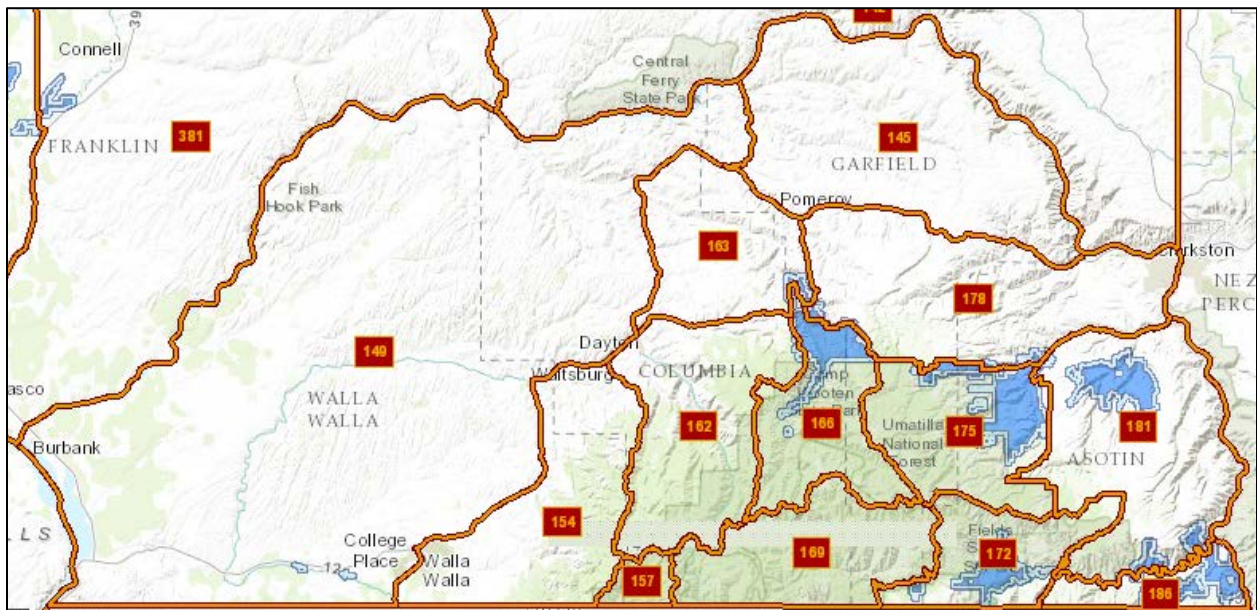 Connell
39
Central
Ferry
State Park
381
FRANKLIN
145
GARFIELD
Fish
Hook Park
Pomeroy
163
Clarkston
178
NEZ
PERC
Dayton
149
Waitsburg
COLUMBIA
asco
WALLA
WALLA
Umatilla
National
Forest
162
166
175
181
ASOTIN
Burbank
LLS
154
College
Place
12
Walla
Walla
169
Fields
172
157
186